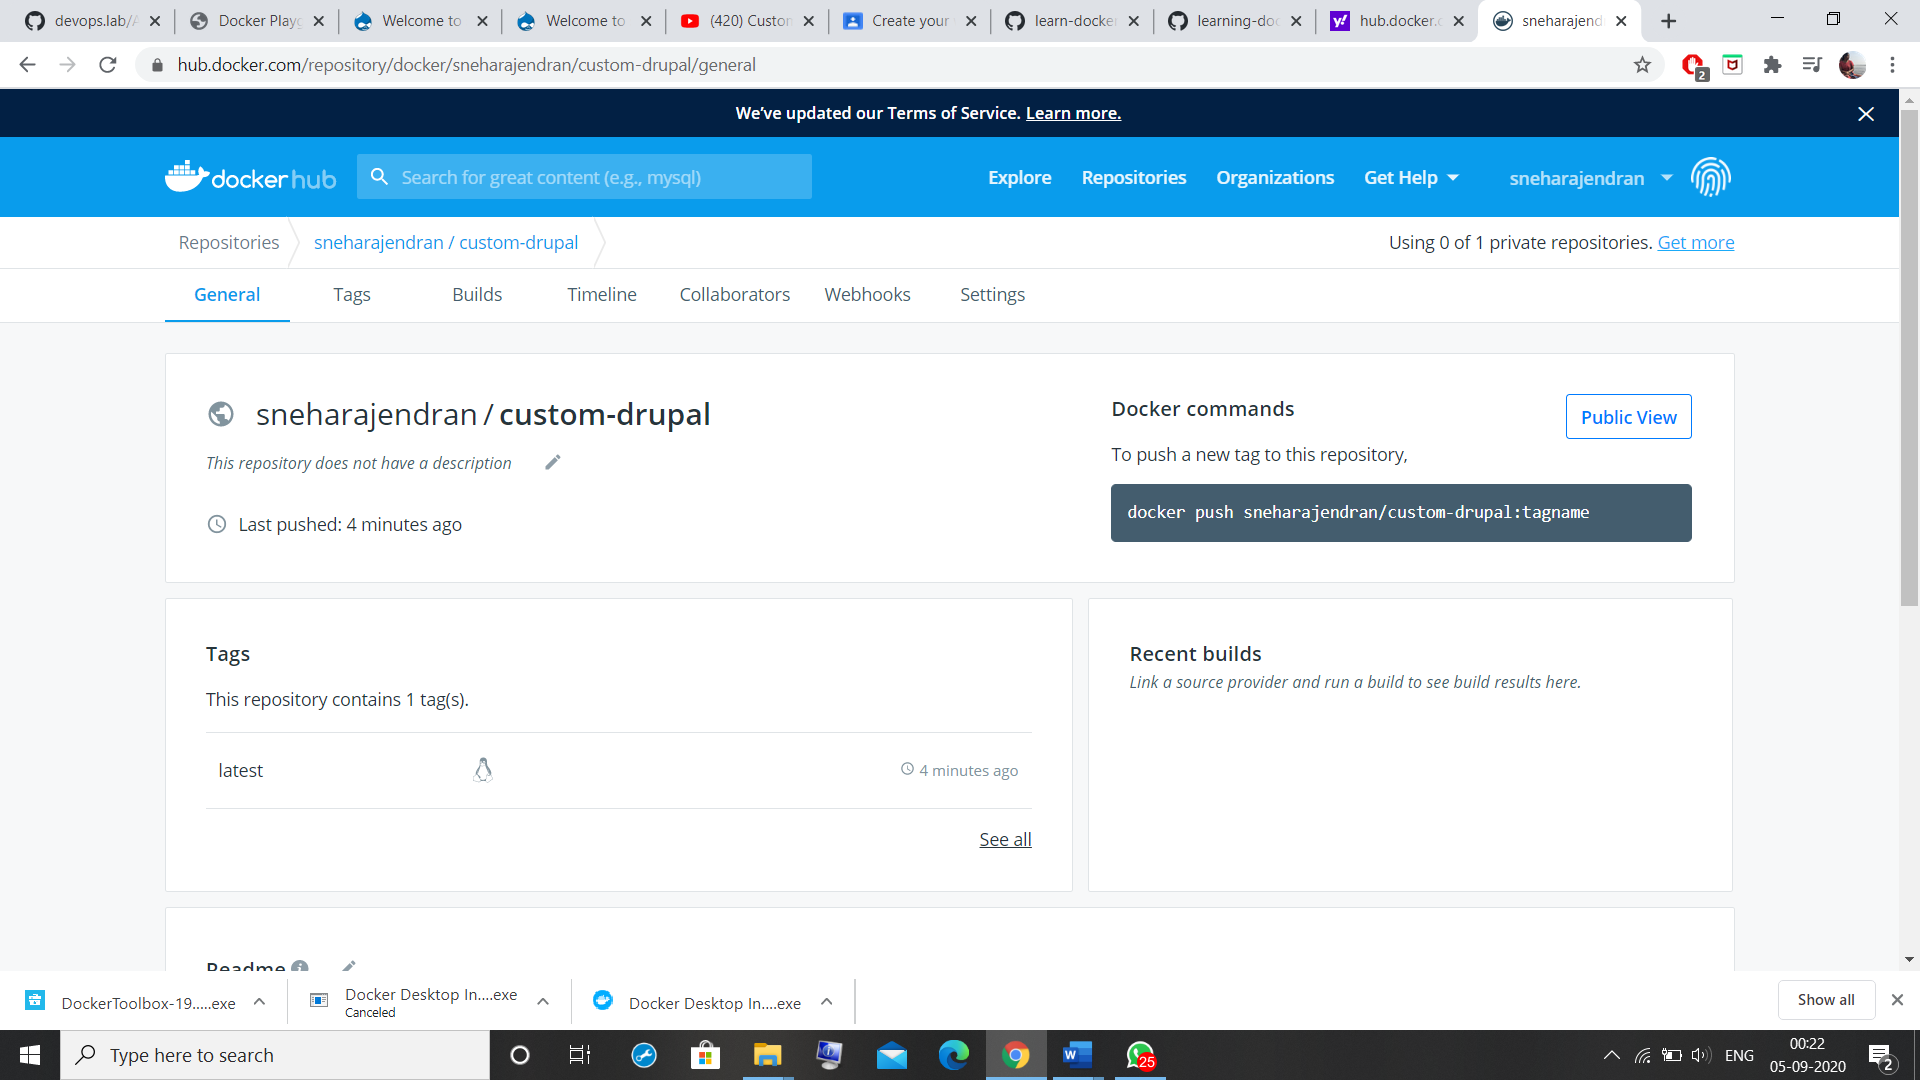 devops.lab/A
Docker Playg
Welcome to
Welcome to
(420) Custom
Create your
learn-docker
learning-doc
hub.docker.c
sneharajend
hub.docker.com/repository/docker/sneharajendran/custom-drupal/general
2
We've updated our Terms of Service. Learn more.
docker hub
Search for great content (e.g., mysql)
Explore
Repositories
Organizations
Get Help
sneharajendran
Repositories
sneharajendran / custom-drupal
Using 0 of 1 private repositories. Get more
General
Tags
Builds
Timeline
Collaborators
Webhooks
Settings
sneharajendran / custom-drupal
This repository does not have a description
Last pushed: 4 minutes ago
Docker commands
Public View
To push a new tag to this repository,
docker push sneharajendran/custom-drupal:tagname
Tags
This repository contains 1 tag(s).
latest
4 minutes ago
See all
Recent builds
Link a source provider and run a build to see build results here.
Readme
DockerToolbox-19.....exe
Docker Desktop In....exe
Canceled
Docker Desktop In....exe
Show all
Type here to search
25
ENG
00:22
05-09-2020
2